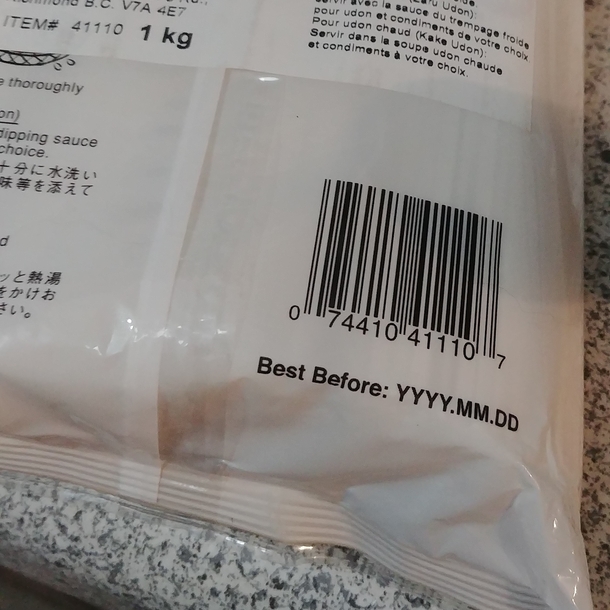 B.C. V7A 4E7
ITEM# 41110 1 kg
thoroughly
dipping sauce
choice.
十分に水洗い
味等を添えて
ッと熱湯
をかけお
さい。
avec la sauce du trempage froide
pour udon et condiments de votre choix.
Pour udon chaud (Kake Udon):
Servir dans la soupe udon chaude
et condiments à votre choix.
0 74410 41110 7
Best Before: YYYY.MM.DD